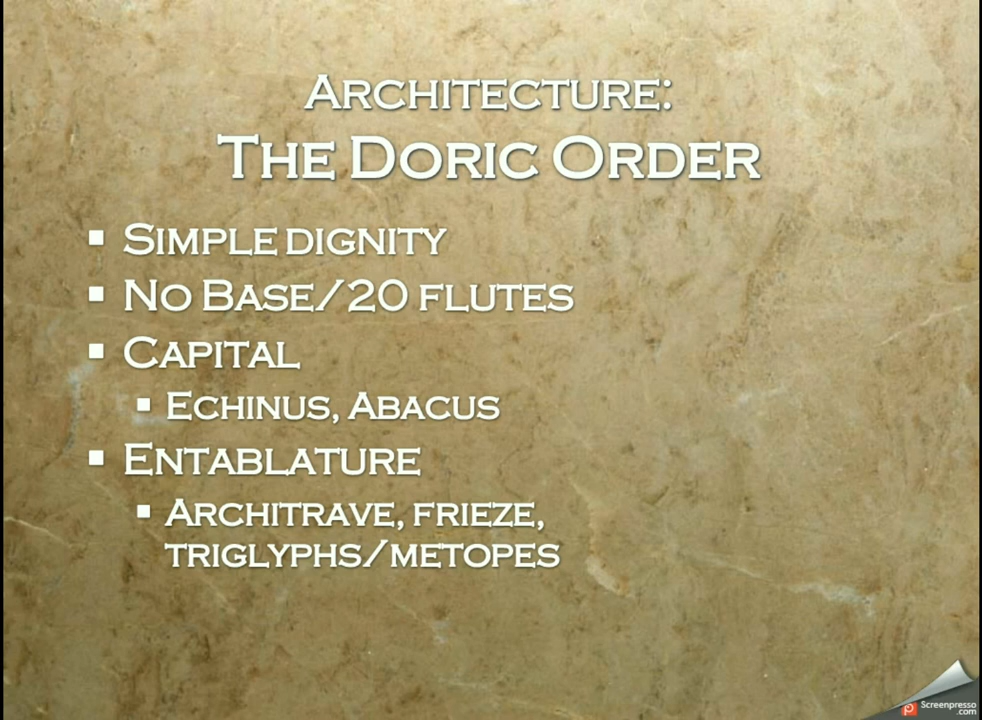 ARCHITECTURE:
THE DORIC ORDER
▪ SIMPLE DIGNITY
▪ NO BASE/20 FLUTES
▪ CAPITAL
▪ ECHINUS, ABACUS
▪ ENTABLATURE
▪ ARCHITRAVE, FRIEZE,
TRIGLYPHS/METOPES
Screenpresso
.com